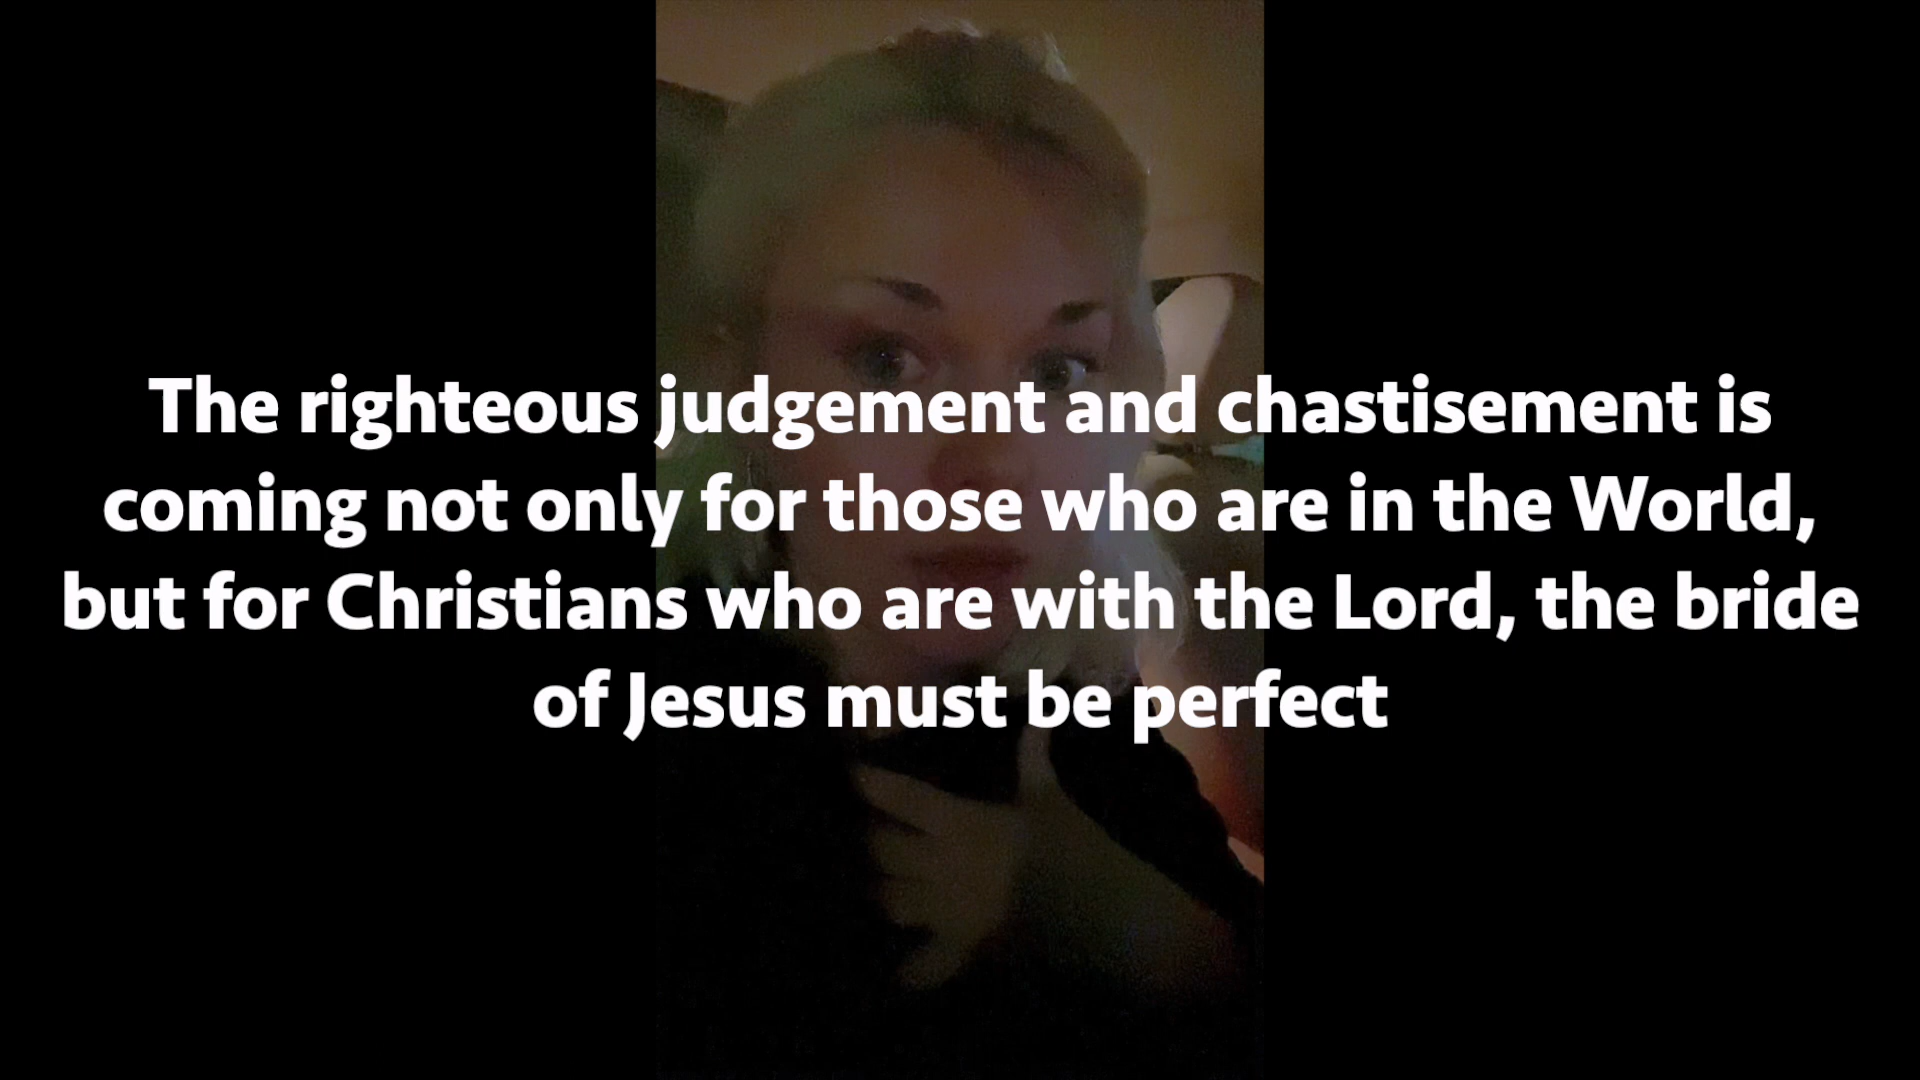 The righteous judgement and chastisement is
coming not only for those who are in the World,
but for Christians who are with the Lord, the bride
of Jesus must be perfect